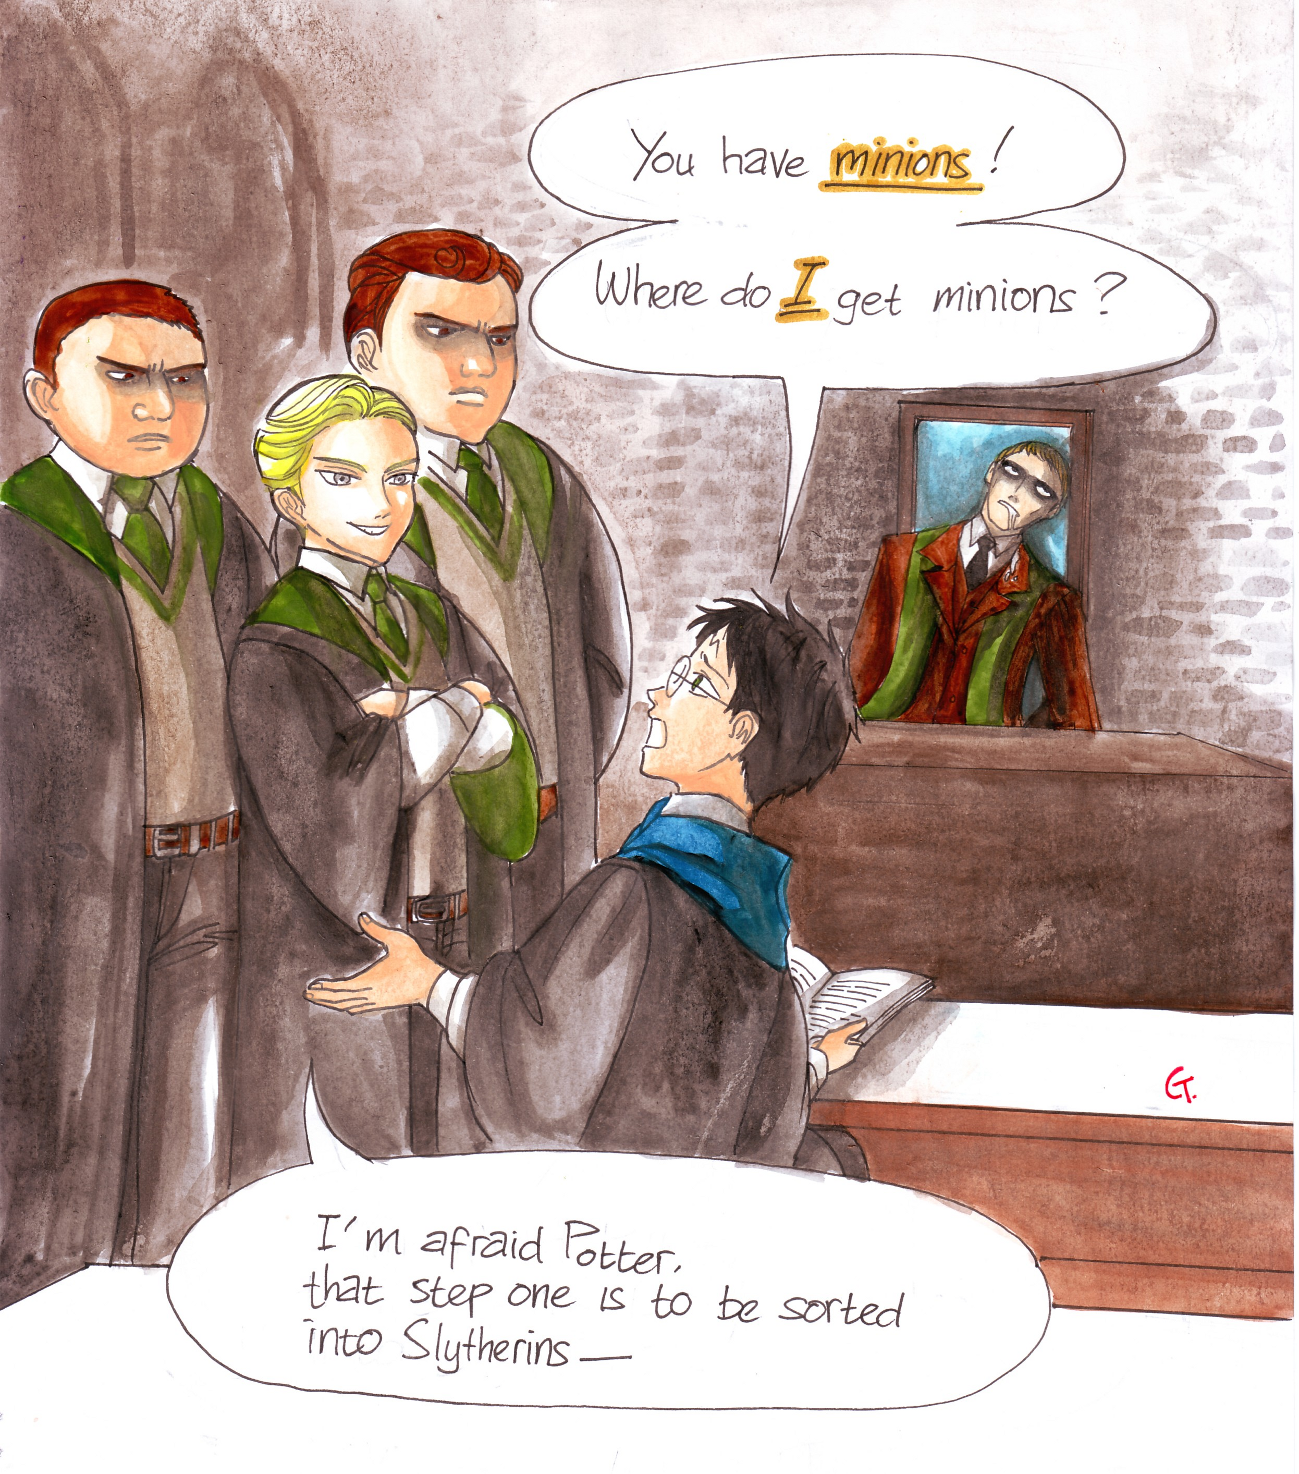 You have minions!
Where do I get minions?
I'm afraid Potter,
that step one is to be sorted
into Slytherins —
G.